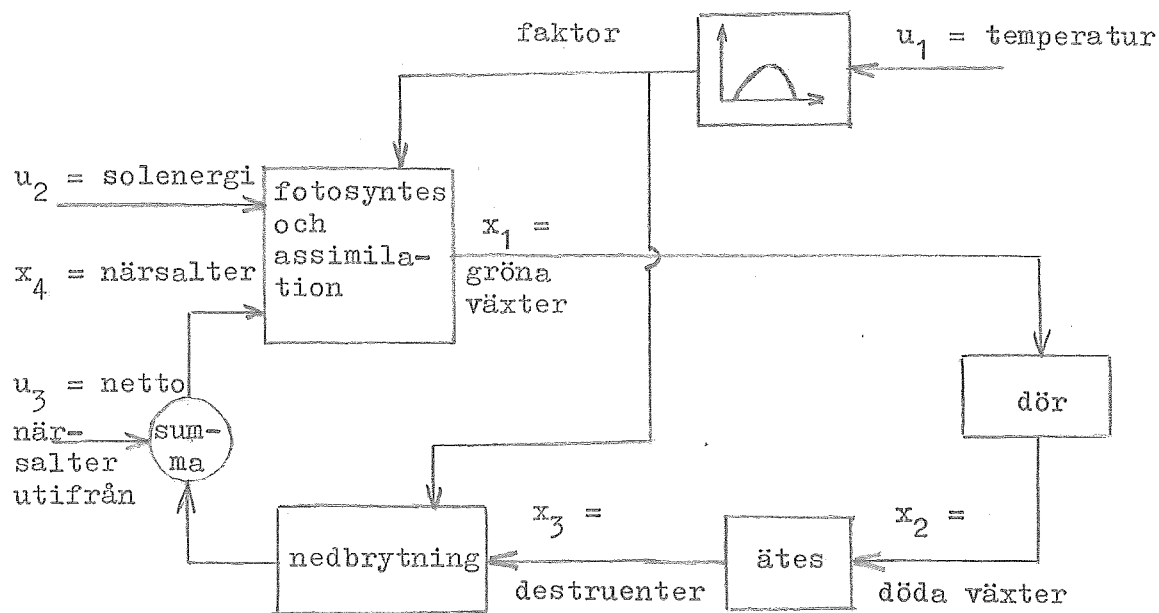 faktor
u1 = temperatur
u2 = solenergi
fotosyntes
och
assimila-
tion
x1 =
gröna
växter
x4 = närsalter
u3 = netto
när-
salter
utifrån
sum-
ma
dör
nedbrytning
x3 =
destruenter
ätes
x2 =
döda växter